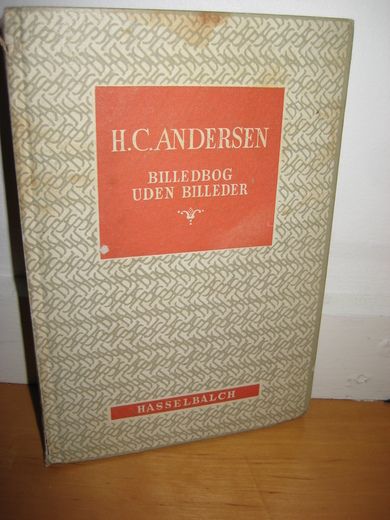 H.C.ANDERSEN
BILLEDBOG
UDEN BILLEDER
HASSELBALCH